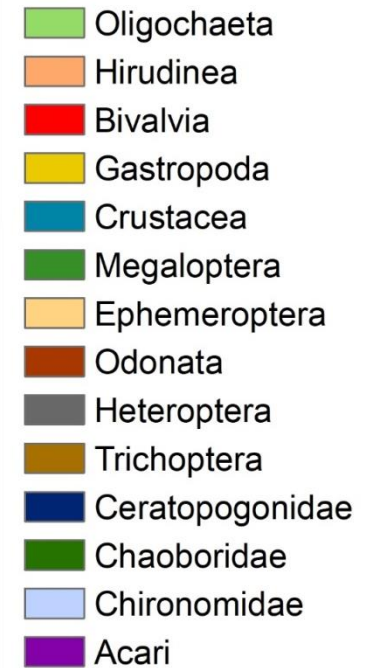 Oligochaeta
Hirudinea
Bivalvia
Gastropoda
Crustacea
Megaloptera
Ephemeroptera
Odonata
Heteroptera
Trichoptera
Ceratopogonidae
Chaoboridae
Chironomidae
Acari